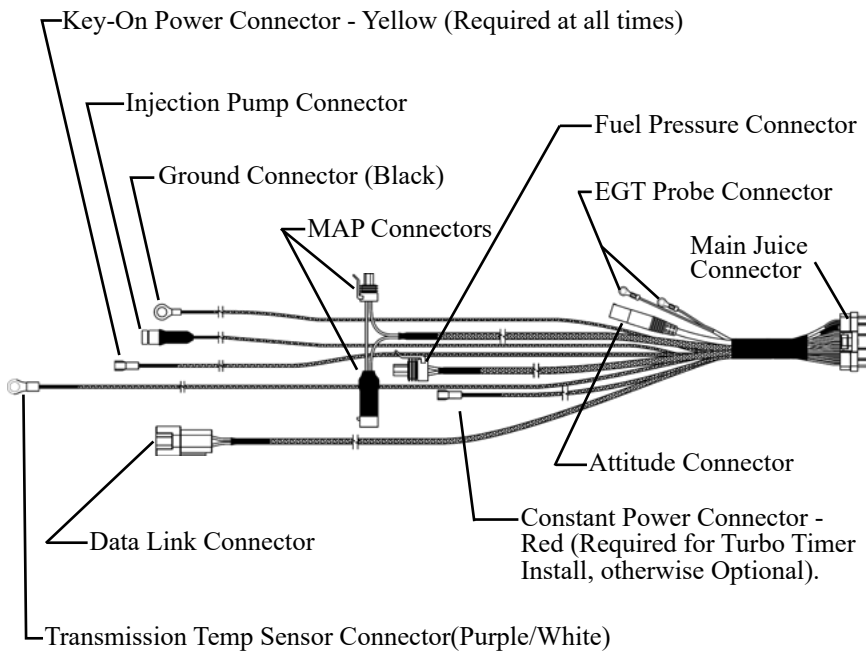 Key-On Power Connector - Yellow (Required at all times)
Injection Pump Connector
Fuel Pressure Connector
Ground Connector (Black)
EGT Probe Connector
MAP Connectors
Main Juice
Connector
Attitude Connector
Constant Power Connector -
Red (Required for Turbo Timer
Install, otherwise Optional).
Data Link Connector
Transmission Temp Sensor Connector(Purple/White)